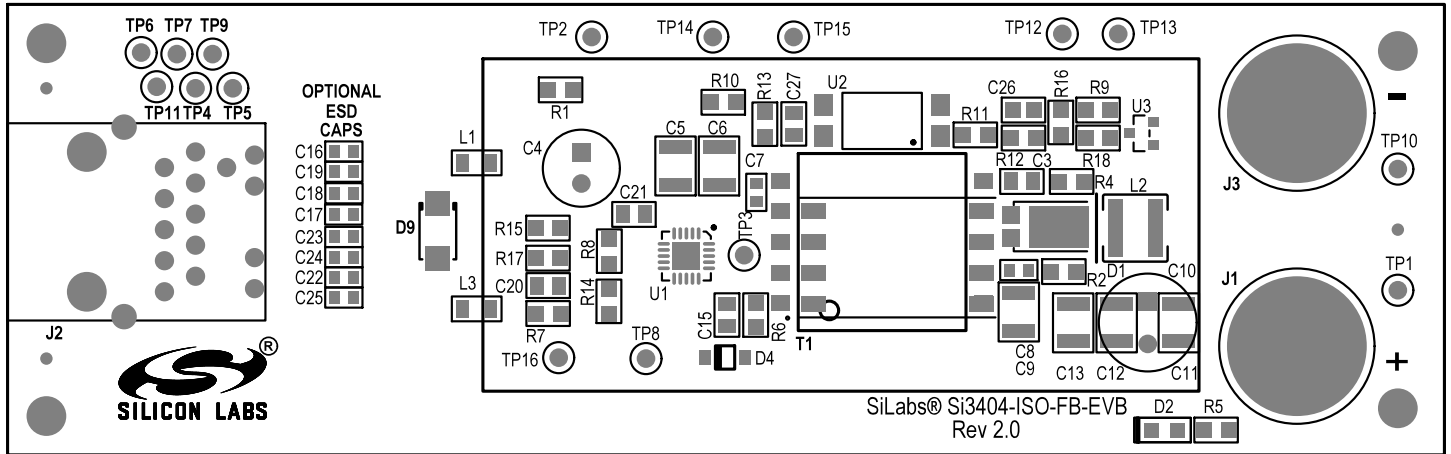 TP6 TP7 TP9
TP11 TP4 TP5
TP2
TP14
TP15
TP12
TP13
OPTIONAL
ESD
CAPS
C16
C19
C18
C17
C23
C24
C22
C25
J2
SILICON LABS
®
L1
D9
L3
R1
C4
R10
R13
C27
U2
C5
C6
C7
C21
TP3
R15
R17
C20
R7
R8
R14
U1
TP16
TP8
C15
R6
D4
T1
R11
C26
R16
R9
U3
R12
C3
R18
R4
L2
R2
D1
C10
C8
C9
C13
C12
C11
J3
-
TP10
J1
TP1
+
SiLabs® Si3404-ISO-FB-EVB
Rev 2.0
D2
R5